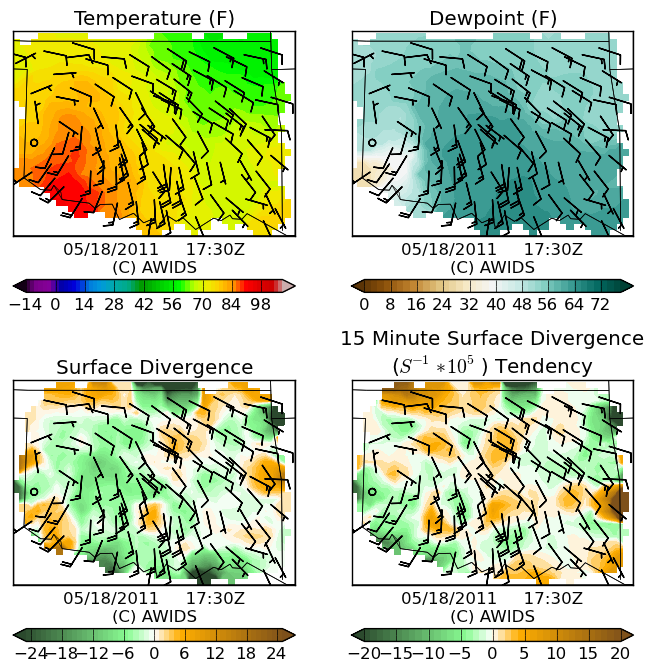 Temperature (F)
Dewpoint (F)
05/18/2011 17:30Z
(C) AWIDS
05/18/2011 17:30Z
(C) AWIDS
−14 0 14 28 42 56 70 84 98
0 8 16 24 32 40 48 56 64 72
Surface Divergence
15 Minute Surface Divergence
(S^{−1} *10^5 ) Tendency
05/18/2011 17:30Z
(C) AWIDS
05/18/2011 17:30Z
(C) AWIDS
−24 −18 −12 −6 0 6 12 18 24
−20 −15 −10 −5 0 5 10 15 20